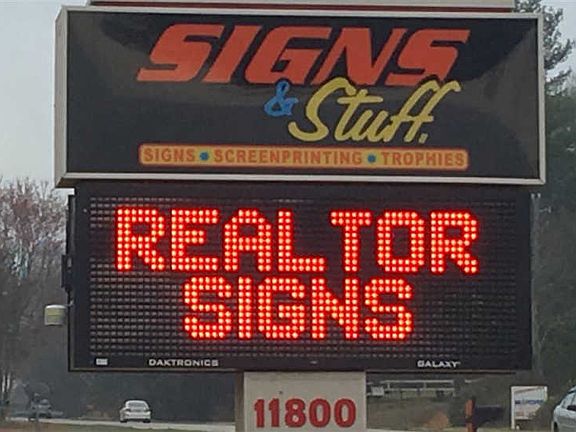 SIGNS
& Stuff.
SIGNS • SCREENPRINTING • TROPHIES
REALTOR
SIGNS
DAKTRONICS GALAXY
11800